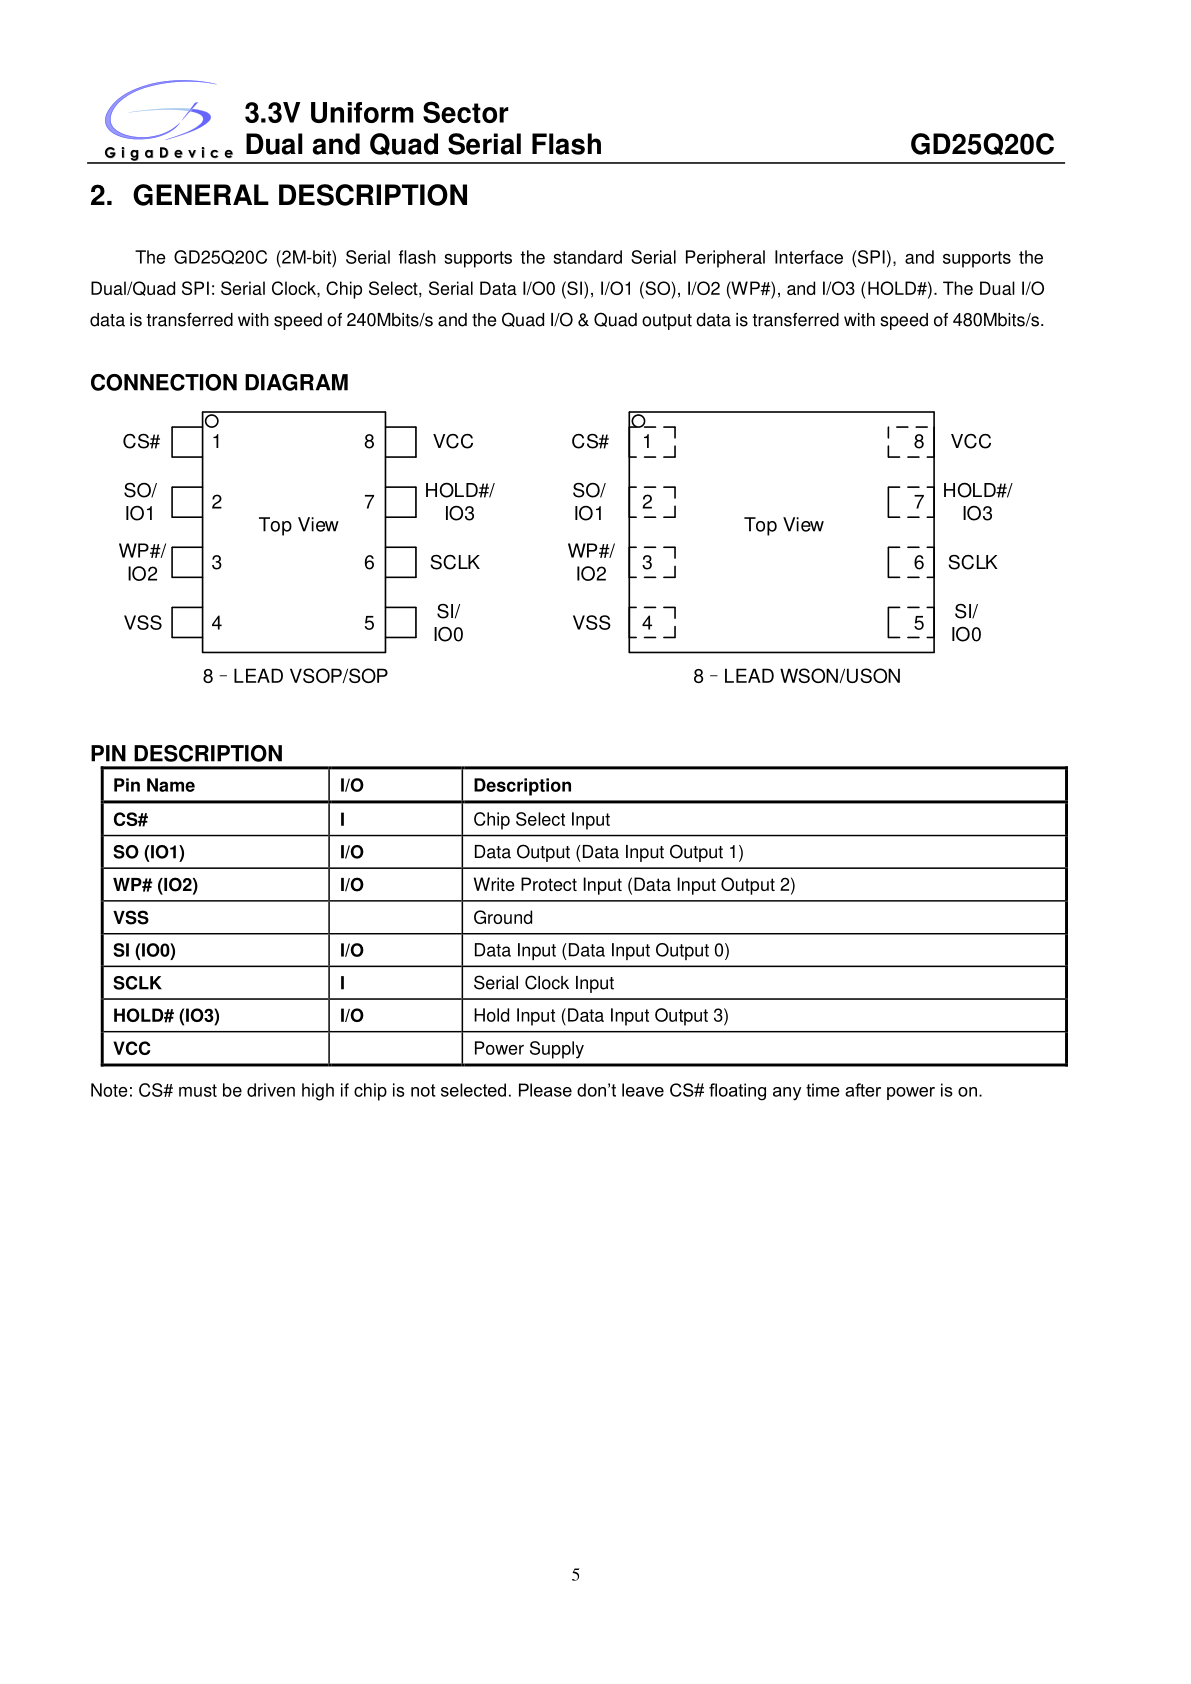 GigaDevice
3.3V Uniform Sector
Dual and Quad Serial Flash GD25Q20C
2. GENERAL DESCRIPTION
The GD25Q20C (2M-bit) Serial flash supports the standard Serial Peripheral Interface (SPI), and supports the
Dual/Quad SPI: Serial Clock, Chip Select, Serial Data I/O0 (SI), I/O1 (SO), I/O2 (WP#), and I/O3 (HOLD#). The Dual I/O
data is transferred with speed of 240Mbits/s and the Quad I/O & Quad output data is transferred with speed of 480Mbits/s.
CONNECTION DIAGRAM
CS# 1 8 VCC
SO/
IO1 2 7 HOLD#/
IO3
Top View
WP#/
IO2 3 6 SCLK
VSS 4 5 SI/
IO0
8 - LEAD VSOP/SOP
CS# 1 8 VCC
SO/
IO1 2 7 HOLD#/
IO3
Top View
WP#/
IO2 3 6 SCLK
VSS 4 5 SI/
IO0
8 - LEAD WSON/USON
PIN DESCRIPTION
Pin Name I/O Description
CS# I Chip Select Input
SO (IO1) I/O Data Output (Data Input Output 1)
WP# (IO2) I/O Write Protect Input (Data Input Output 2)
VSS Ground
SI (IO0) I/O Data Input (Data Input Output 0)
SCLK I Serial Clock Input
HOLD# (IO3) I/O Hold Input (Data Input Output 3)
VCC Power Supply
Note: CS# must be driven high if chip is not selected. Please don’t leave CS# floating any time after power is on.
5